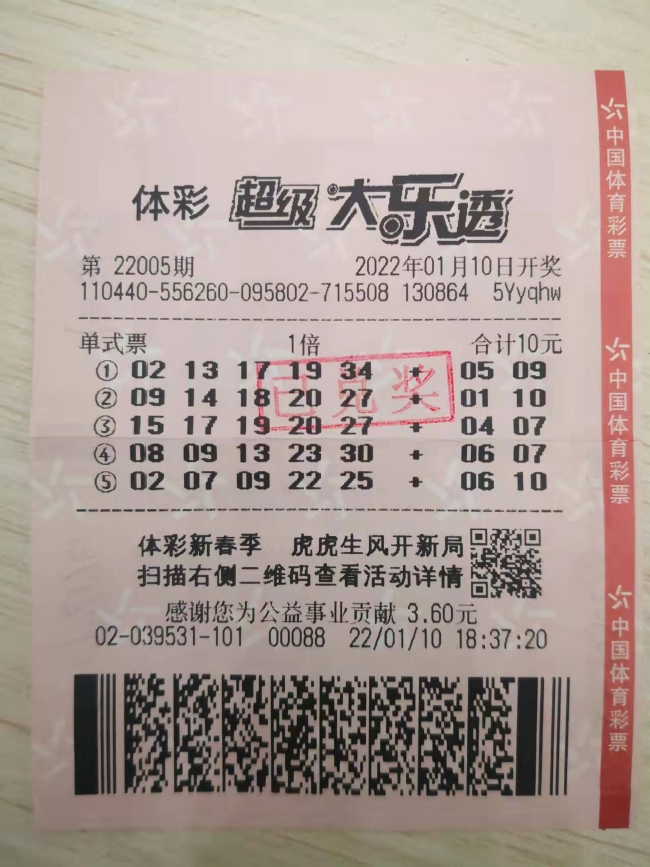 体彩 超级大乐透
第 22005期 2022年01月10日开奖
110440-556260-095802-715508 130864 5Yyqhw
单式票 1倍 合计10元
① 02 13 17 19 34 + 05 09
② 09 14 18 20 27 + 01 10
③ 15 17 19 20 27 + 04 07
④ 08 09 13 23 30 + 06 07
⑤ 02 07 09 22 25 + 06 10
已兑奖
体彩新春季 虎虎生风开新局
扫描右侧二维码查看活动详情
感谢您为公益事业贡献 3.60元
02-039531-101 00088 22/01/10 18:37:20
中国体育彩票
中国体育彩票
中国体育彩票